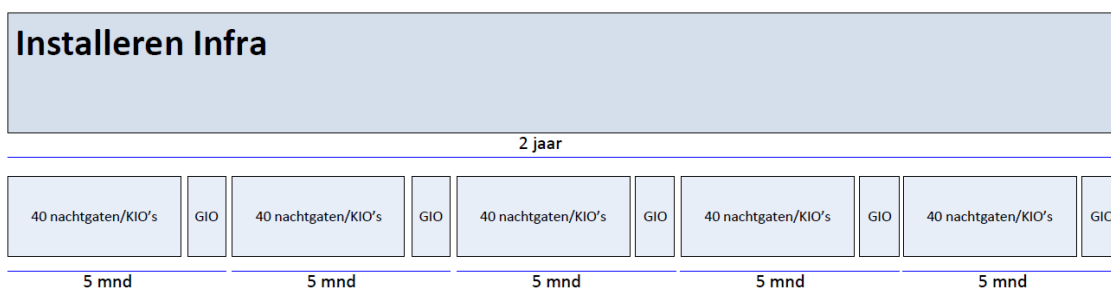 Installeren Infra
2 jaar
40 nachtgaten/KIO's GIO 40 nachtgaten/KIO's GIO 40 nachtgaten/KIO's GIO 40 nachtgaten/KIO's GIO 40 nachtgaten/KIO's GIO
5 mnd 5 mnd 5 mnd 5 mnd 5 mnd